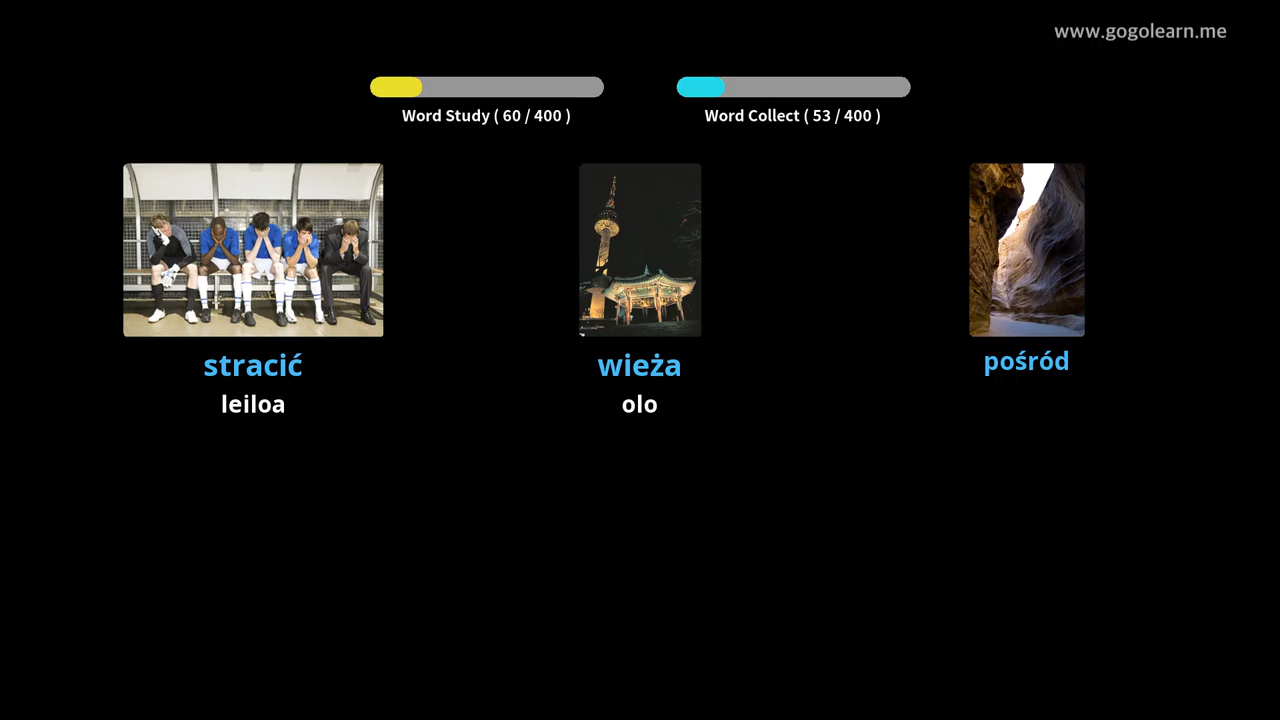 www.gogolearn.me
Word Study ( 60 / 400 )
Word Collect ( 53 / 400 )
stracić
wieża
pośród
leiloa
olo